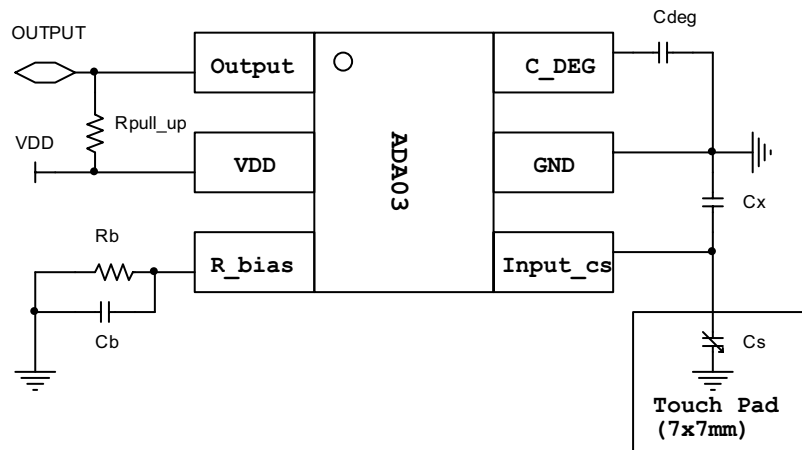 Cdeg
OUTPUT
Output
C_DEG
Rpull_up
VDD
VDD
ADA03
GND
Cx
Rb
R_bias
Input_cs
Cb
Cs
Touch Pad
(7x7mm)